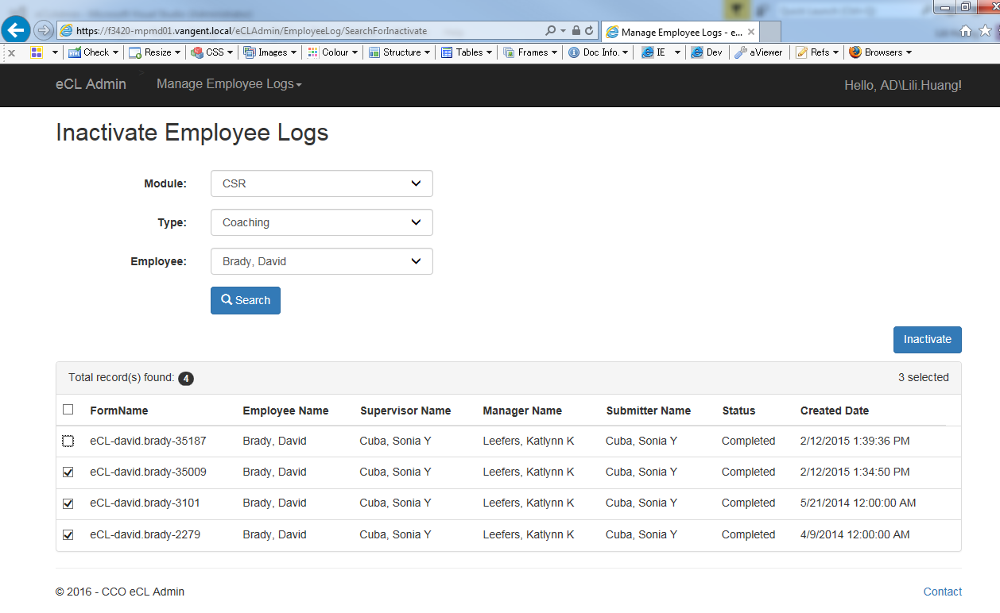 https://f3420-mpmd01.vangent.local/eCLAdmin/EmployeeLog/SearchForInactivate
Manage Employee Logs - e...
x Check Resize CSS Images Colour Structure Tables Frames Doc Info. IE Dev aViewer Refs Browsers
eCL Admin > Manage Employee Logs Hello, AD\Lili.Huang!
Inactivate Employee Logs
Module: CSR
Type: Coaching
Employee: Brady, David
Search
Inactivate
Total record(s) found: 4 3 selected
FormName Employee Name Supervisor Name Manager Name Submitter Name Status Created Date
eCL-david.brady-35187 Brady, David Cuba, Sonia Y Leefers, Katlynn K Cuba, Sonia Y Completed 2/12/2015 1:39:36 PM
eCL-david.brady-35009 Brady, David Cuba, Sonia Y Leefers, Katlynn K Cuba, Sonia Y Completed 2/12/2015 1:34:50 PM
eCL-david.brady-3101 Brady, David Cuba, Sonia Y Leefers, Katlynn K Cuba, Sonia Y Completed 5/21/2014 12:00:00 AM
eCL-david.brady-2279 Brady, David Cuba, Sonia Y Leefers, Katlynn K Cuba, Sonia Y Completed 4/9/2014 12:00:00 AM
© 2016 - CCO eCL Admin Contact